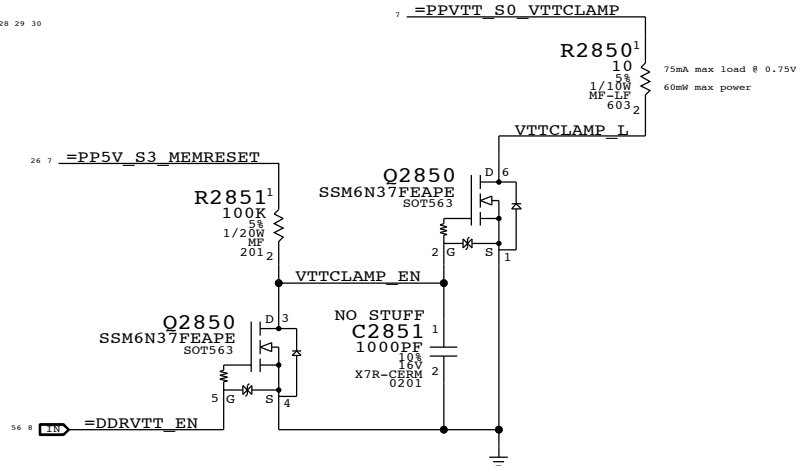 28 29 30
7 =PPVTT_S0_VTTCLAMP
R2850 1
10
5%
1/10W
MF-LF
603
2
75mA max load @ 0.75V
60mW max power
VTTCLAMP_L
26 7 =PP5V_S3_MEMRESET
R2851 1
100K
5%
1/20W
MF
201
2
Q2850
SSM6N37FEAPE
SOT563
D 6
2 G S 1
VTTCLAMP_EN
Q2850
SSM6N37FEAPE
SOT563
D 3
5 G S 4
NO STUFF
C2851 1
1000PF
10%
16V
X7R-CERM
0201
2
56 8 IN =DDRVTT_EN